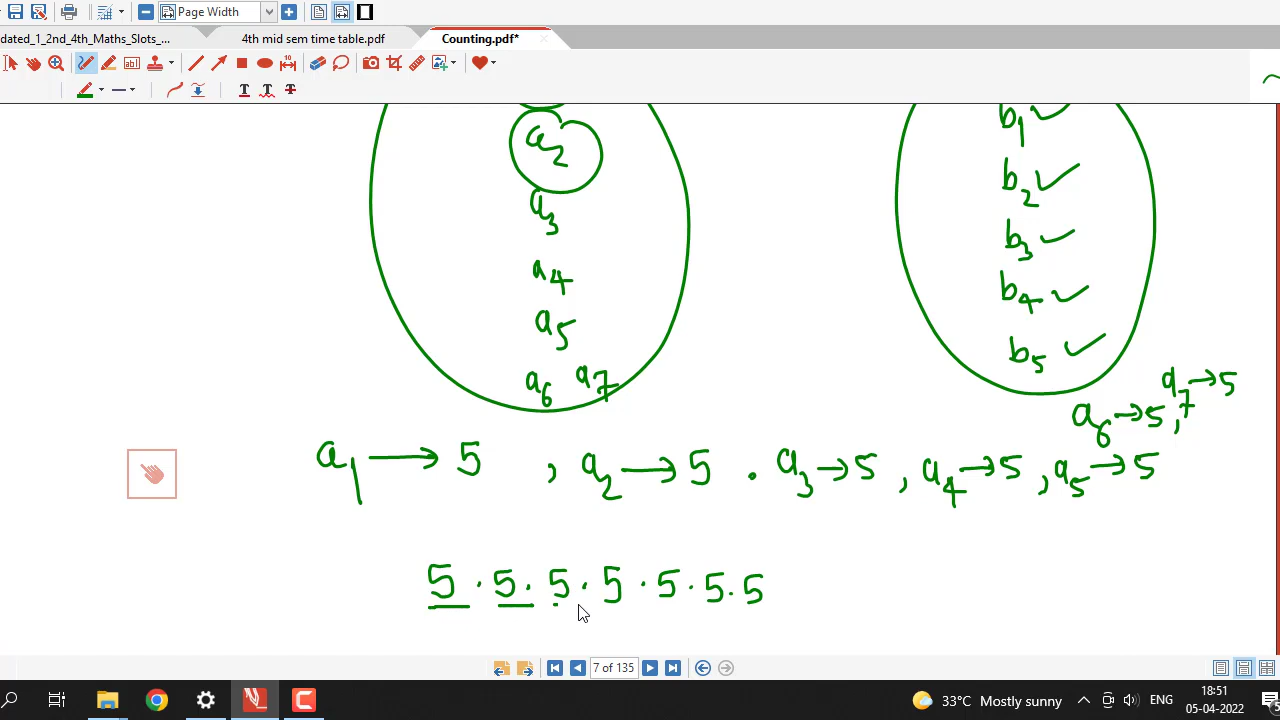 Page Width
dated_1_2nd_4th_Maths_Slots_... 4th mid sem time table.pdf Counting.pdf*
T T T
a2
a3
a4
a5
a6 a7
b1 ✓
b2 ✓
b3 ✓
b4 ✓
b5 ✓
a7 → 5
a6 → 5,
a1 → 5 , a2 → 5 . a3 → 5 , a4 → 5 , a5 → 5
5 · 5 · 5 · 5 · 5 · 5 . 5
7 of 135
33°C Mostly sunny ENG 18:51
05-04-2022